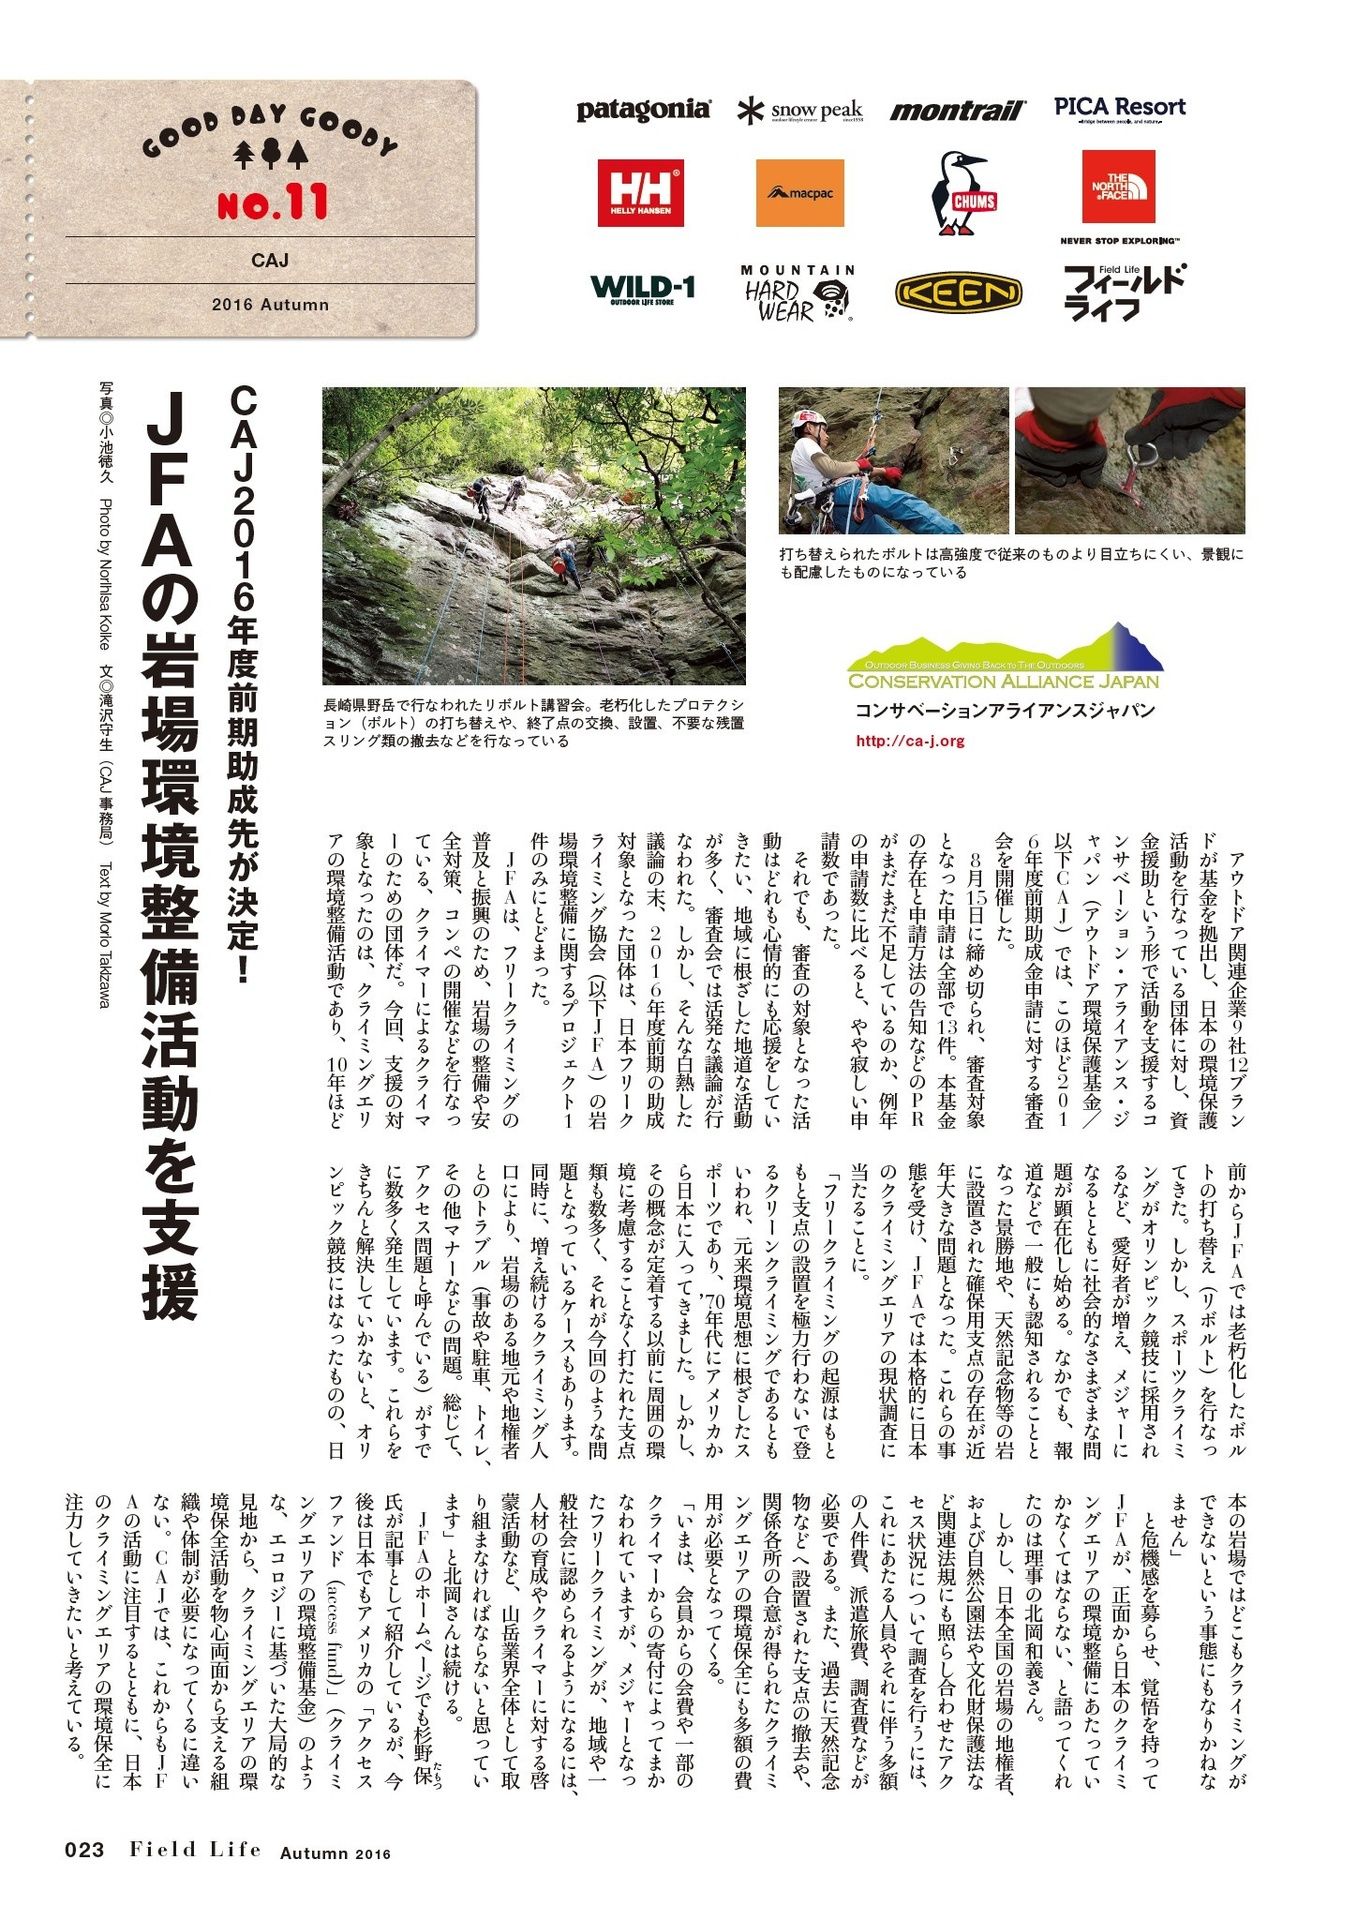 GOOD DAY GOODY
NO.11
CAJ
2016 Autumn
patagonia
snow peak
outdoor lifestyle creator since1958
montrail
PICA Resort
HH
HELLY HANSEN
macpac
CHUMS
THE
NORTH
FACE
NEVER STOP EXPLORING™
WILD-1
OUTDOOR LIFE STORE
MOUNTAIN
HARD
WEAR
KEEN
Field Life
フィールド
ライフ
CAJ2016年度前期助成先が決定！
JFAの岩場環境整備活動を支援
写真◎小池徳久　Photo by Norihisa Koike　文◎滝沢守生（CAJ事務局）　Text by Morio Takizawa
長崎県野岳で行なわれたリボルト講習会。老朽化したプロテクシ
ョン（ボルト）の打ち替えや、終了点の交換、設置、不要な残置
スリング類の撤去などを行なっている
打ち替えられたボルトは高強度で従来のものより目立ちにくい、景観に
も配慮したものになっている
OUTDOOR BUSINESS GIVING BACK TO THE OUTDOORS
CONSERVATION ALLIANCE JAPAN
コンサベーションアライアンスジャパン
http://ca-j.org
アウトドア関連企業9社12ブラン
ドが基金を拠出し、日本の環境保護
活動を行なっている団体に対し、資
金援助という形で活動を支援するコ
ンサベーション・アライアンス・ジ
ャパン（アウトドア環境保護基金／
以下CAJ）では、このほど201
6年度前期助成金申請に対する審査
会を開催した。
8月15日に締め切られ、審査対象
となった申請は全部で13件。本基金
の存在と申請方法の告知などのPR
がまだまだ不足しているのか、例年
の申請数に比べると、やや寂しい申
請数であった。
それでも、審査の対象となった活
動はどれも心情的にも応援をしてい
きたい、地域に根ざした地道な活動
が多く、審査会では活発な議論が行
なわれた。しかし、そんな白熱した
議論の末、2016年度前期の助成
対象となった団体は、日本フリーク
ライミング協会（以下JFA）の岩
場環境整備に関するプロジェクト1
件のみにとどまった。
JFAは、フリークライミングの
普及と振興のため、岩場の整備や安
全対策、コンペの開催などを行なっ
ている、クライマーによるクライマ
ーのための団体だ。今回、支援の対
象となったのは、クライミングエリ
アの環境整備活動であり、10年ほど
前からJFAでは老朽化したボル
トの打ち替え（リボルト）を行なっ
てきた。しかし、スポーツクライミ
ングがオリンピック競技に採用され
るなど、愛好者が増え、メジャーに
なるとともに社会的なさまざまな問
題が顕在化し始める。なかでも、報
道などで一般にも認知されることと
なった景勝地や、天然記念物等の岩
に設置された確保用支点の存在が近
年大きな問題となった。これらの事
態を受け、JFAでは本格的に日本
のクライミングエリアの現状調査に
当たることに。
「フリークライミングの起源はもと
もと支点の設置を極力行わないで登
るクリーンクライミングであるとも
いわれ、元来環境思想に根ざしたス
ポーツであり、'70年代にアメリカか
ら日本に入ってきました。しかし、
その概念が定着する以前に周囲の環
境に考慮することなく打たれた支点
類も数多く、それが今回のような問
題となっているケースもあります。
同時に、増え続けるクライミング人
口により、岩場のある地元や地権者
とのトラブル（事故や駐車、トイレ、
その他マナーなどの問題。総じて、
アクセス問題と呼んでいる）がすで
に数多く発生しています。これらを
きちんと解決していかないと、オリ
ンピック競技にはなったものの、日
本の岩場ではどこもクライミングが
できないという事態にもなりかねな
ません」
と危機感を募らせ、覚悟を持って
JFAが、正面から日本のクライミ
ングエリアの環境整備にあたってい
かなくてはならない、と語ってくれ
たのは理事の北岡和義さん。
しかし、日本全国の岩場の地権者、
および自然公園法や文化財保護法な
ど関連法規にも照らし合わせたアク
セス状況について調査を行うには、
これにあたる人員やそれに伴う多額
の人件費、派遣旅費、調査費などが
必要である。また、過去に天然記念
物などへ設置された支点の撤去や、
関係各所の合意が得られたクライミ
ングエリアの環境保全にも多額の費
用が必要となってくる。
「いまは、会員からの会費や一部の
クライマーからの寄付によってまか
なわれていますが、メジャーとなっ
たフリークライミングが、地域や一
般社会に認められるようになるには、
人材の育成やクライマーに対する啓
蒙活動など、山岳業界全体として取
り組まなければならないと思ってい
ます」と北岡さんは続ける。
JFAのホームページでも杉野 保たもつ
氏が記事として紹介しているが、今
後は日本でもアメリカの「アクセス
ファンド（access fund）」（クライミ
ングエリアの環境整備基金）のよう
な、エコロジーに基づいた大局的な
見地から、クライミングエリアの環
境保全活動を物心両面から支える組
織や体制が必要になってくるに違い
ない。CAJでは、これからもJF
Aの活動に注目するとともに、日本
のクライミングエリアの環境保全に
注力していきたいと考えている。
023 Field Life Autumn 2016